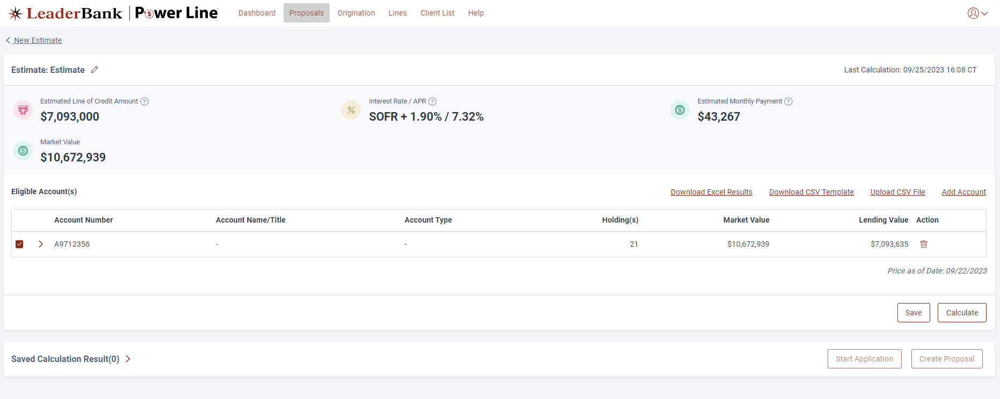 LeaderBank | Power Line
Dashboard Proposals Origination Lines Client List Help
New Estimate
Estimate: Estimate
Last Calculation: 09/25/2023 16:08 CT
Estimated Line of Credit Amount ?
$7,093,000
Interest Rate / APR ?
SOFR + 1.90% / 7.32%
Estimated Monthly Payment ?
$43,267
Market Value
$10,672,939
Eligible Account(s)
Download Excel Results Download CSV Template Upload CSV File Add Account
Account Number Account Name/Title Account Type Holding(s) Market Value Lending Value Action
A9712356 - - 21 $10,672,939 $7,093,635
Price as of Date: 09/22/2023
Save Calculate
Saved Calculation Result(0)
Start Application Create Proposal